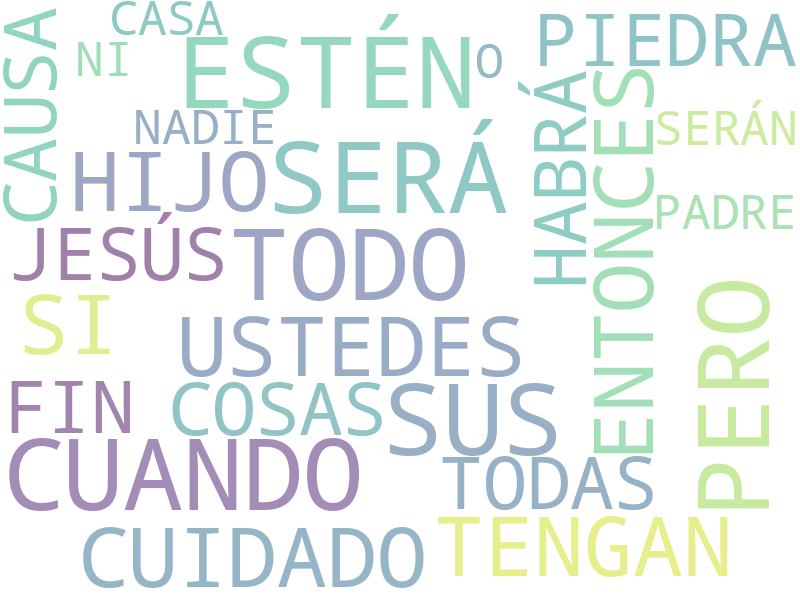 CASA
NI
CAUSA
ESTÉN
O
PIEDRA
NADIE
HIJO
SERÁ
HABRÁ
ENTONCES
SERÁN
PADRE
JESÚS
TODO
SI
USTEDES
PERO
FIN
COSAS
SUS
CUANDO
TODAS
CUIDADO
TENGAN